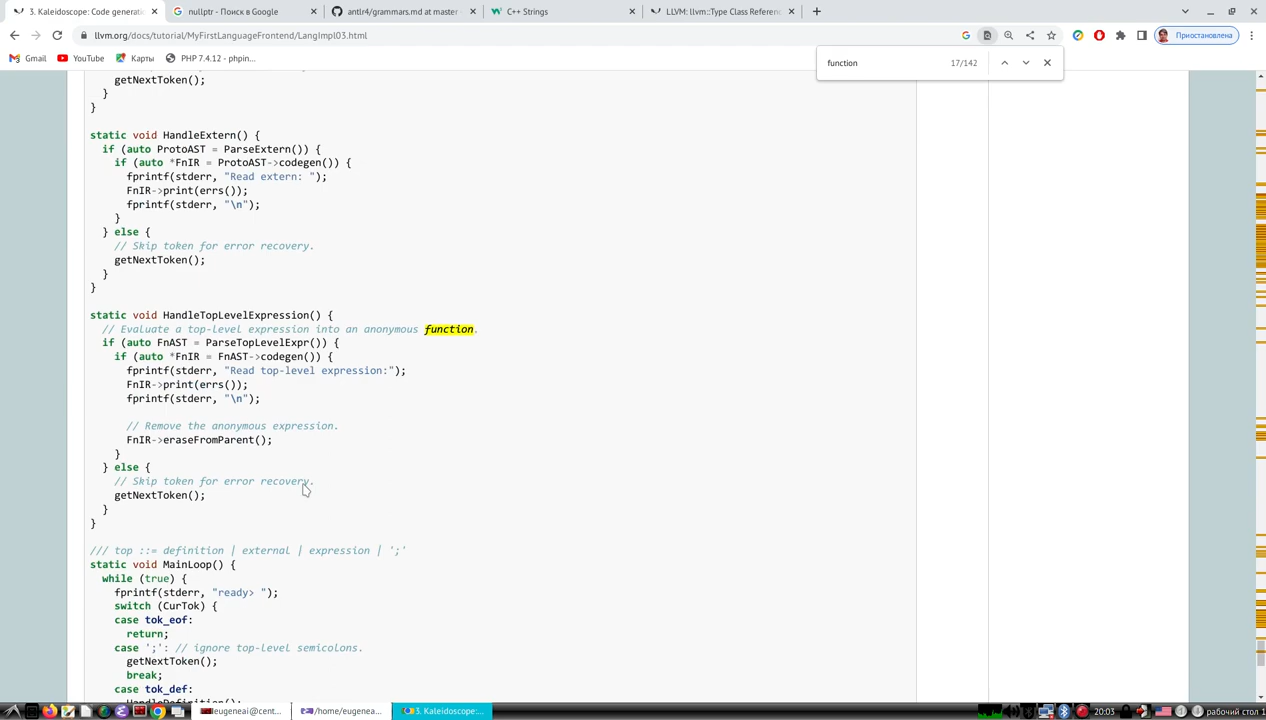 3. Kaleidoscope: Code generati
nullptr - Поиск в Google
antlr4/grammars.md at master
C++ Strings
LLVM: llvm::Type Class Referenc
llvm.org/docs/tutorial/MyFirstLanguageFrontend/LangImpl03.html
Приостановлена
Gmail
YouTube
Карты
PHP 7.4.12 - phpin...
function
17/142
getNextToken();
}
}
static void HandleExtern() {
if (auto ProtoAST = ParseExtern()) {
if (auto *FnIR = ProtoAST->codegen()) {
fprintf(stderr, "Read extern: ");
FnIR->print(errs());
fprintf(stderr, "\n");
}
} else {
// Skip token for error recovery.
getNextToken();
}
}
static void HandleTopLevelExpression() {
// Evaluate a top-level expression into an anonymous function.
if (auto FnAST = ParseTopLevelExpr()) {
if (auto *FnIR = FnAST->codegen()) {
fprintf(stderr, "Read top-level expression:");
FnIR->print(errs());
fprintf(stderr, "\n");
// Remove the anonymous expression.
FnIR->eraseFromParent();
}
} else {
// Skip token for error recovery.
getNextToken();
}
}
/// top ::= definition | external | expression | ';'
static void MainLoop() {
while (true) {
fprintf(stderr, "ready> ");
switch (CurTok) {
case tok_eof:
return;
case ';': // ignore top-level semicolons.
getNextToken();
break;
case tok_def:
HandleDefinition();
leugeneai@cent...
/home/eugenea...
3. Kaleidoscope:...
20:03
рабочий стол 1